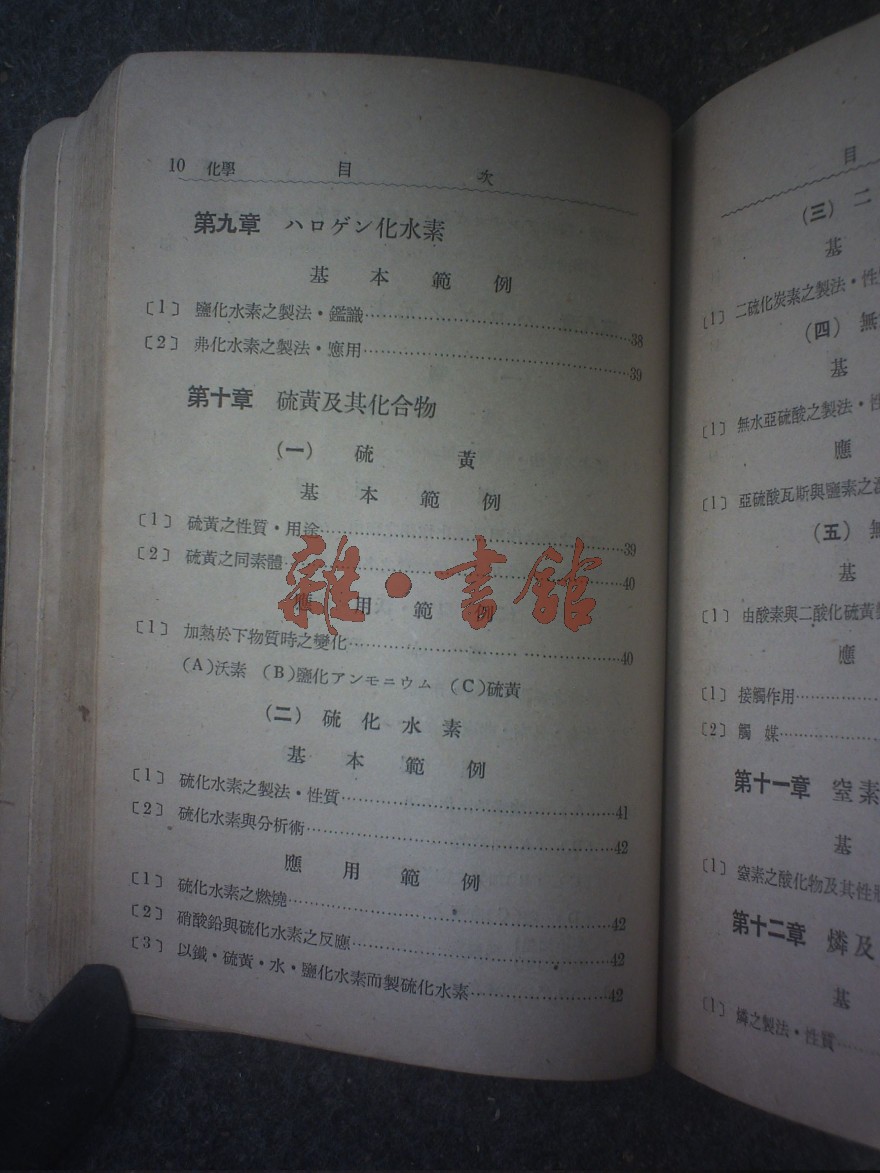 10 化學 目 次
第九章 ハロゲン化水素
基 本 範 例
〔1〕 鹽化水素之製法・鑑識……………………………38
〔2〕 弗化水素之製法・應用……………………………39
第十章 硫黃及其化合物
(一) 硫 黃
基 本 範 例
〔1〕 硫黃之性質・用途……………………………39
〔2〕 硫黃之同素體……………………………40
應 用 範 例
〔1〕 加熱於下物質時之變化……………………………40
(A)沃素 (B)鹽化アンモニウム (C)硫黃
(二) 硫 化 水 素
基 本 範 例
〔1〕 硫化水素之製法・性質……………………………41
〔2〕 硫化水素與分析術……………………………42
應 用 範 例
〔1〕 硫化水素之燃燒……………………………42
〔2〕 硝酸鉛與硫化水素之反應……………………………42
〔3〕 以鐵・硫黃・水・鹽化水素而製硫化水素………………42
雜・書館
目
(三) 二
基
〔1〕 二硫化炭素之製法・性
(四) 無
基
〔1〕 無水亞硫酸之製法・性
應
〔1〕 亞硫酸瓦斯與鹽素之
(五) 無
基
〔1〕 由酸素與二酸化硫黃
應
〔1〕 接觸作用……………
〔2〕 觸 媒……………
第十一章 窒素
基
〔1〕 窒素之酸化物及其性
第十二章 燐及
基
〔1〕 燐之製法・性質……